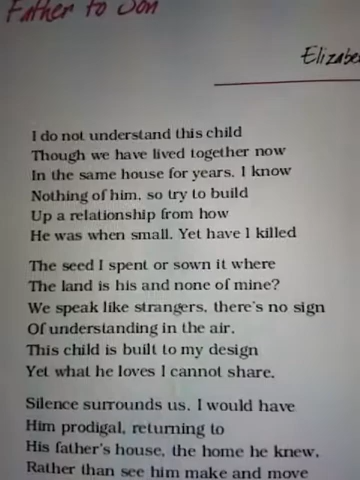 Father to Son
I do not understand this child
Though we have lived together now
In the same house for years. I know
Nothing of him, so try to build
Up a relationship from how
He was when small. Yet have I killed
The seed I spent or sown it where
The land is his and none of mine?
We speak like strangers, there's no sign
Of understanding in the air.
This child is built to my design
Yet what he loves I cannot share.
Silence surrounds us. I would have
Him prodigal, returning to
His father's house, the home he knew,
Rather than see him make and move